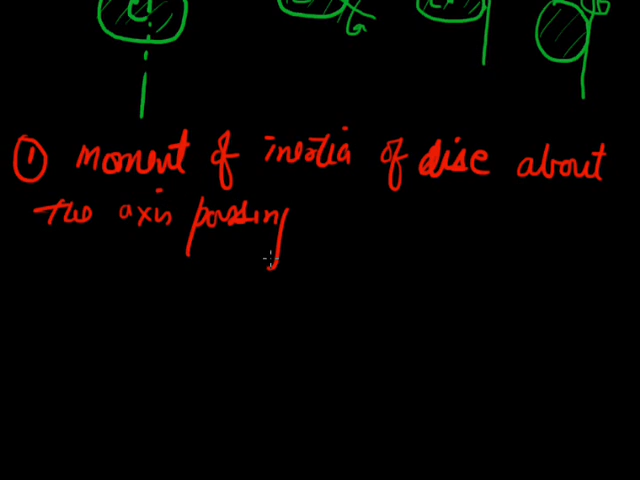 ① moment of inertia of disc about
the axis passing